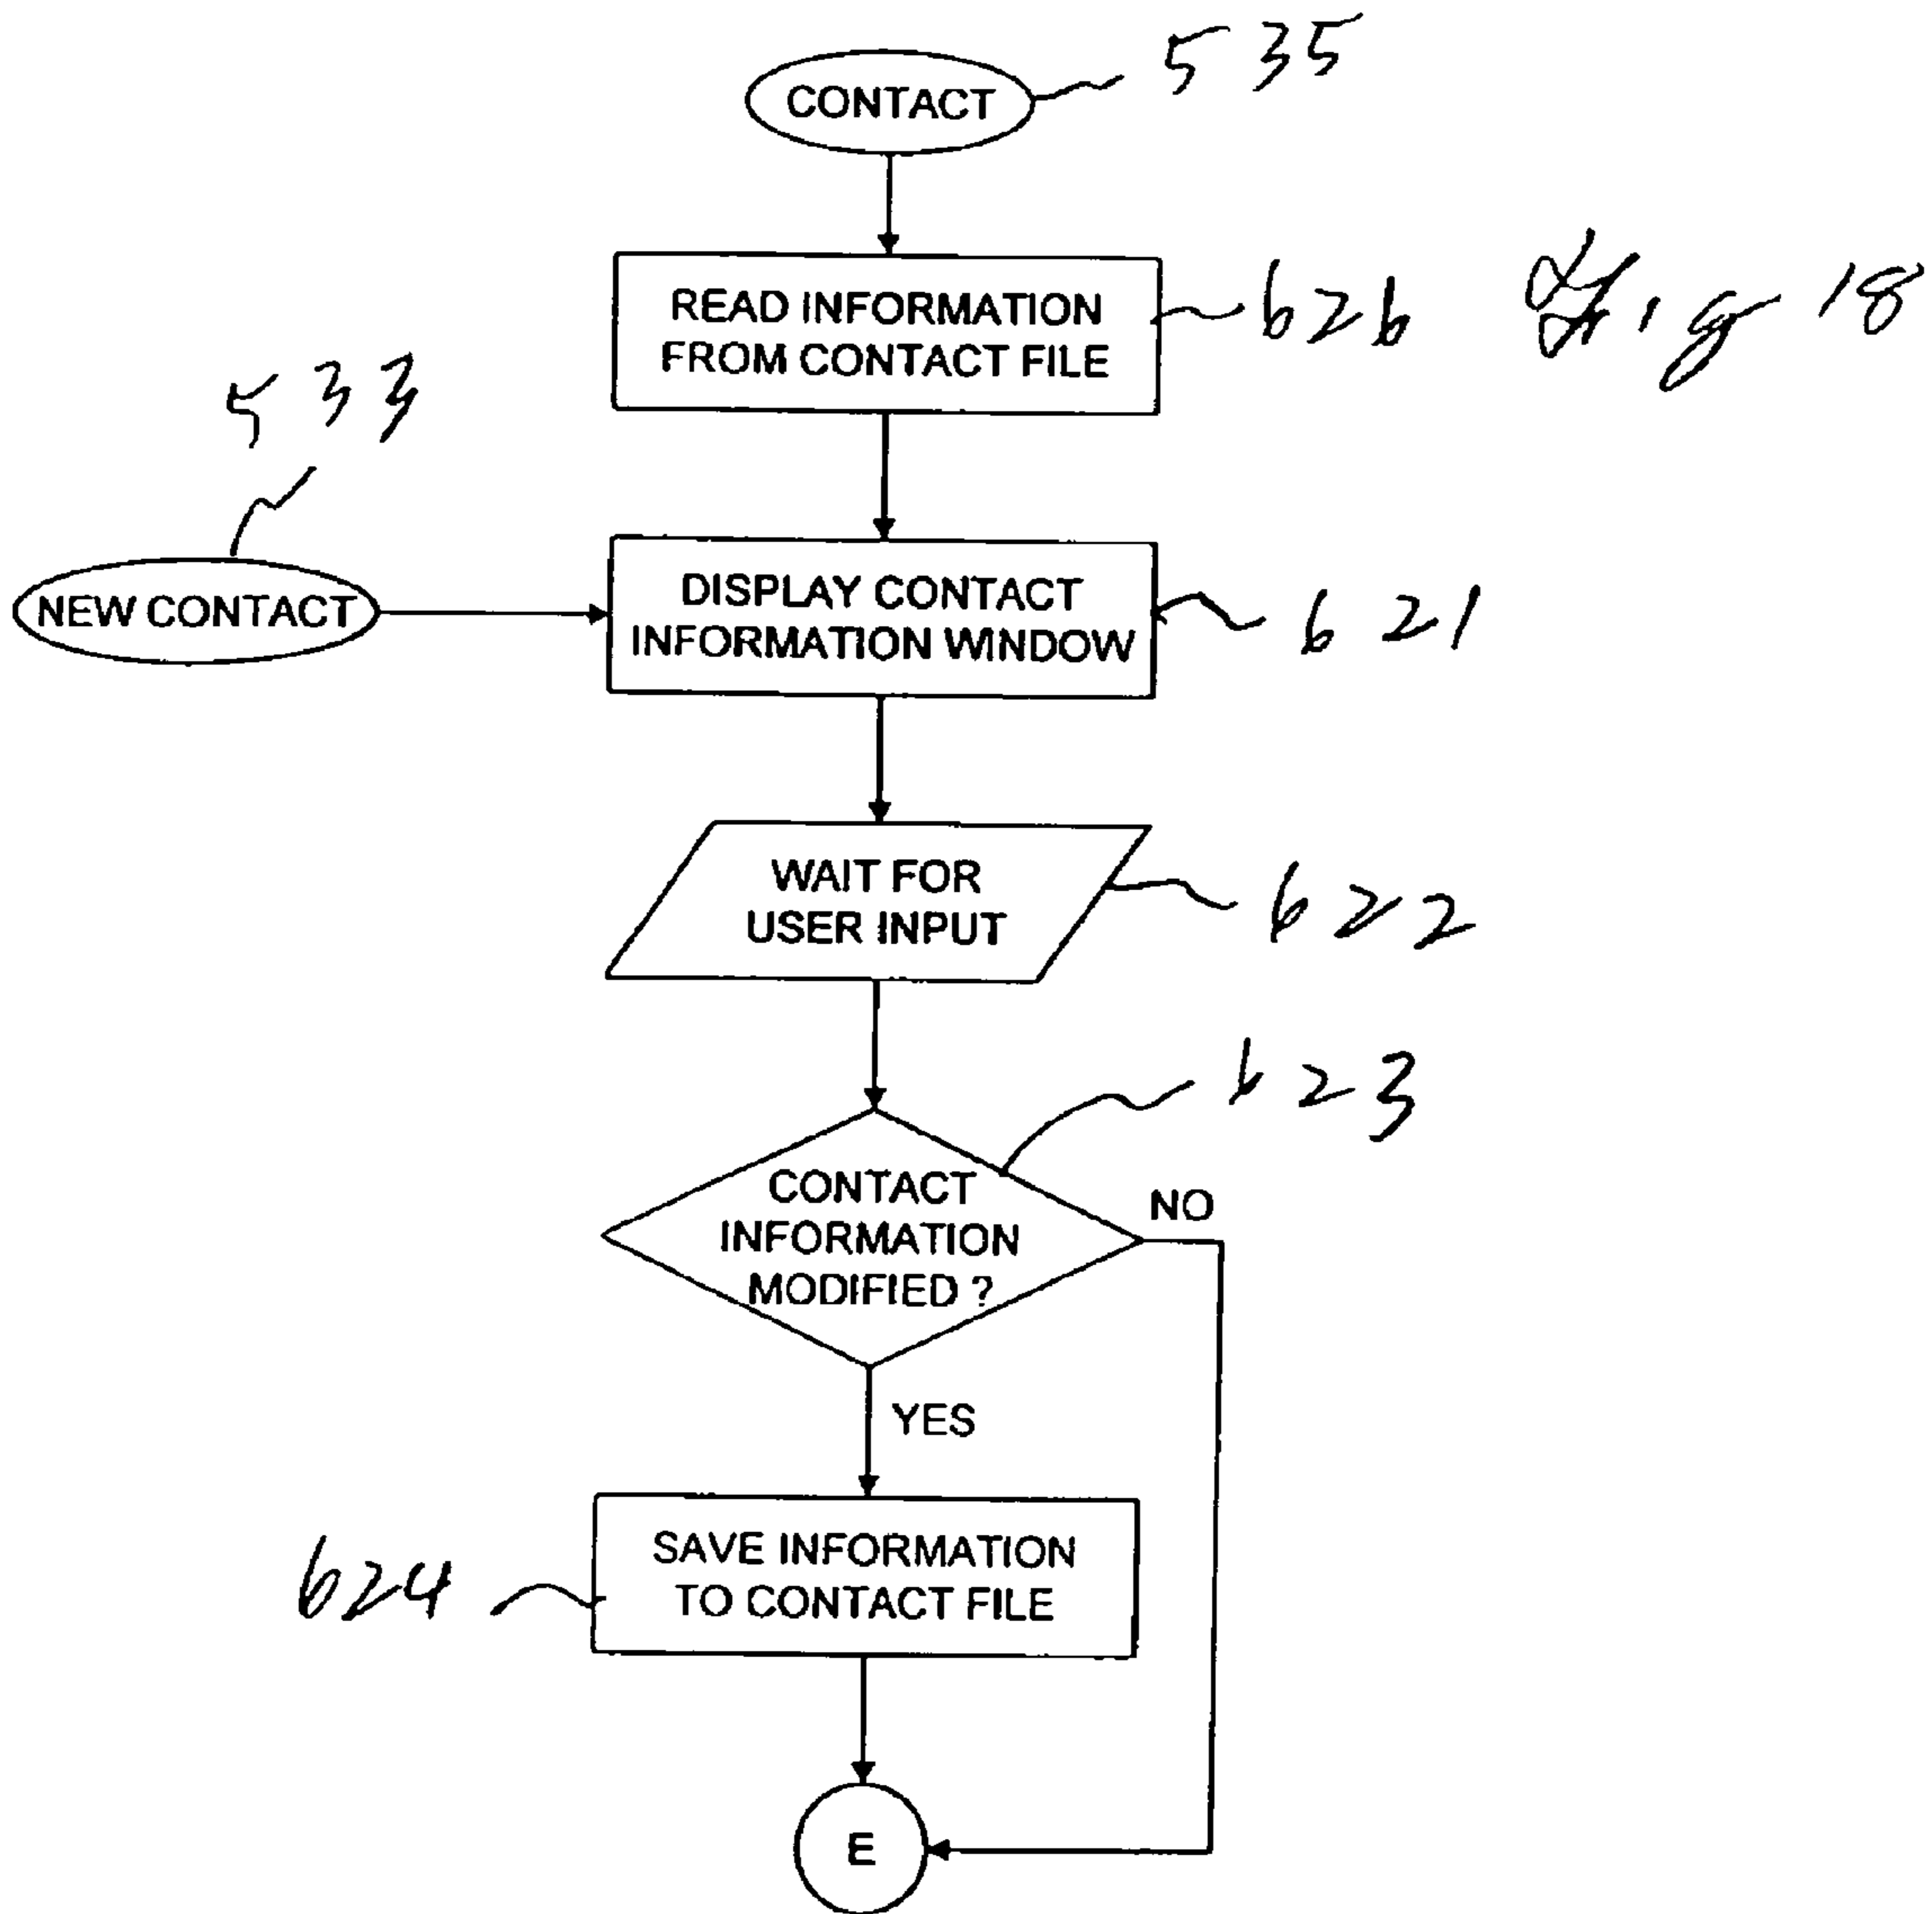 CONTACT
535
READ INFORMATION
FROM CONTACT FILE
626
Fig 18
533
NEW CONTACT
DISPLAY CONTACT
INFORMATION WINDOW
621
WAIT FOR
USER INPUT
622
623
CONTACT
INFORMATION
MODIFIED ?
NO
YES
624
SAVE INFORMATION
TO CONTACT FILE
E